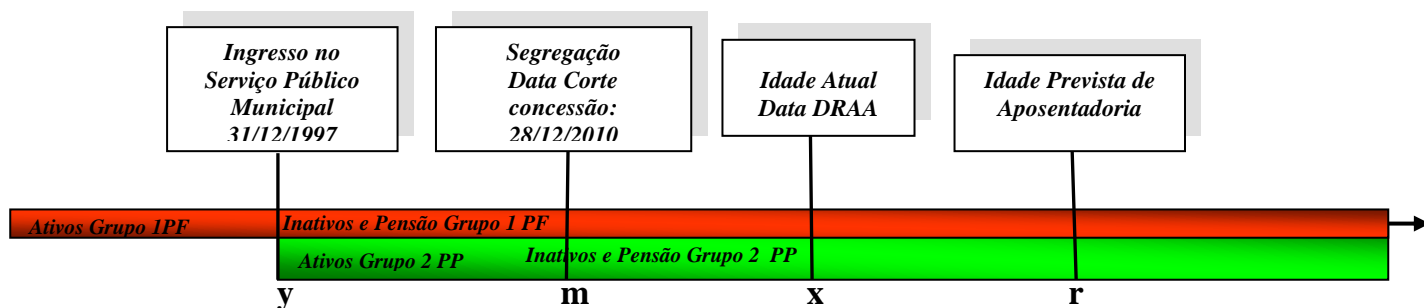 Ingresso no
Serviço Público
Municipal
31/12/1997
Segregação
Data Corte
concessão:
28/12/2010
Idade Atual
Data DRAA
Idade Prevista de
Aposentadoria
Ativos Grupo 1PF
Inativos e Pensão Grupo 1 PF
Ativos Grupo 2 PP
Inativos e Pensão Grupo 2 PP
y
m
x
r